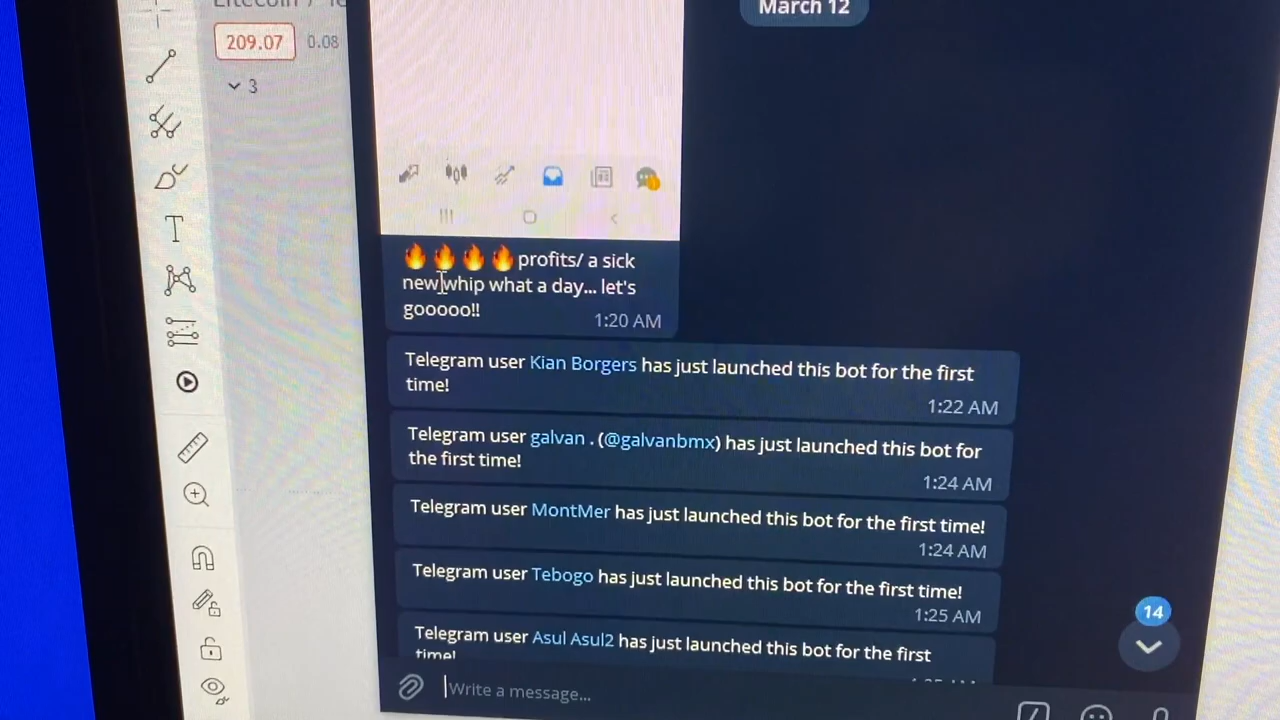 March 12
209.07 0.08
3
🔥🔥🔥🔥profits/ a sick
new whip what a day... let's
gooooo!!
1:20 AM
Telegram user Kian Borgers has just launched this bot for the first
time!
1:22 AM
Telegram user galvan . (@galvanbmx) has just launched this bot for
the first time!
1:24 AM
Telegram user MontMer has just launched this bot for the first time!
1:24 AM
Telegram user Tebogo has just launched this bot for the first time!
1:25 AM
Telegram user Asul Asul2 has just launched this bot for the first
time!
14
Write a message...